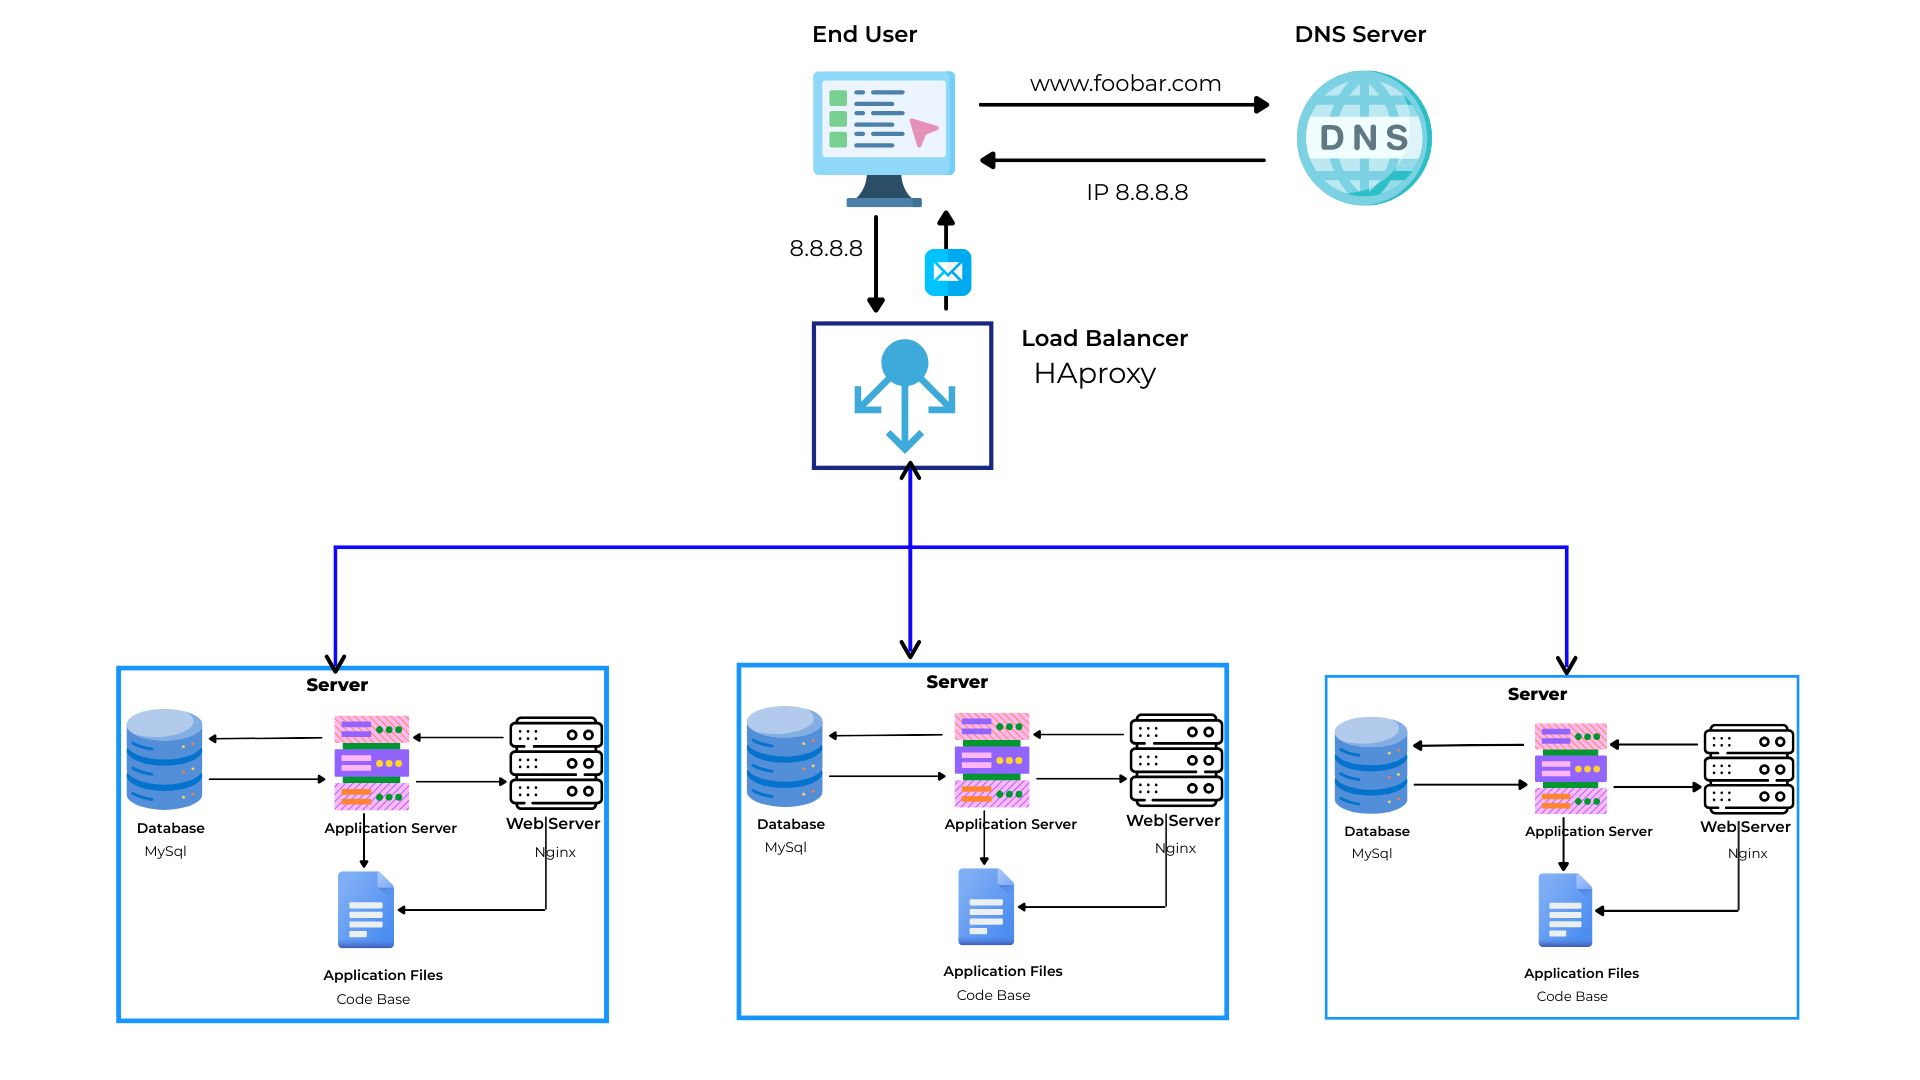 End User
DNS Server
www.foobar.com
DNS
IP 8.8.8.8
8.8.8.8
Load Balancer
HAproxy
Server
Database
MySql
Application Server
Web Server
Nginx
Application Files
Code Base
Server
Database
MySql
Application Server
Web Server
Nginx
Application Files
Code Base
Server
Database
MySql
Application Server
Web Server
Nginx
Application Files
Code Base